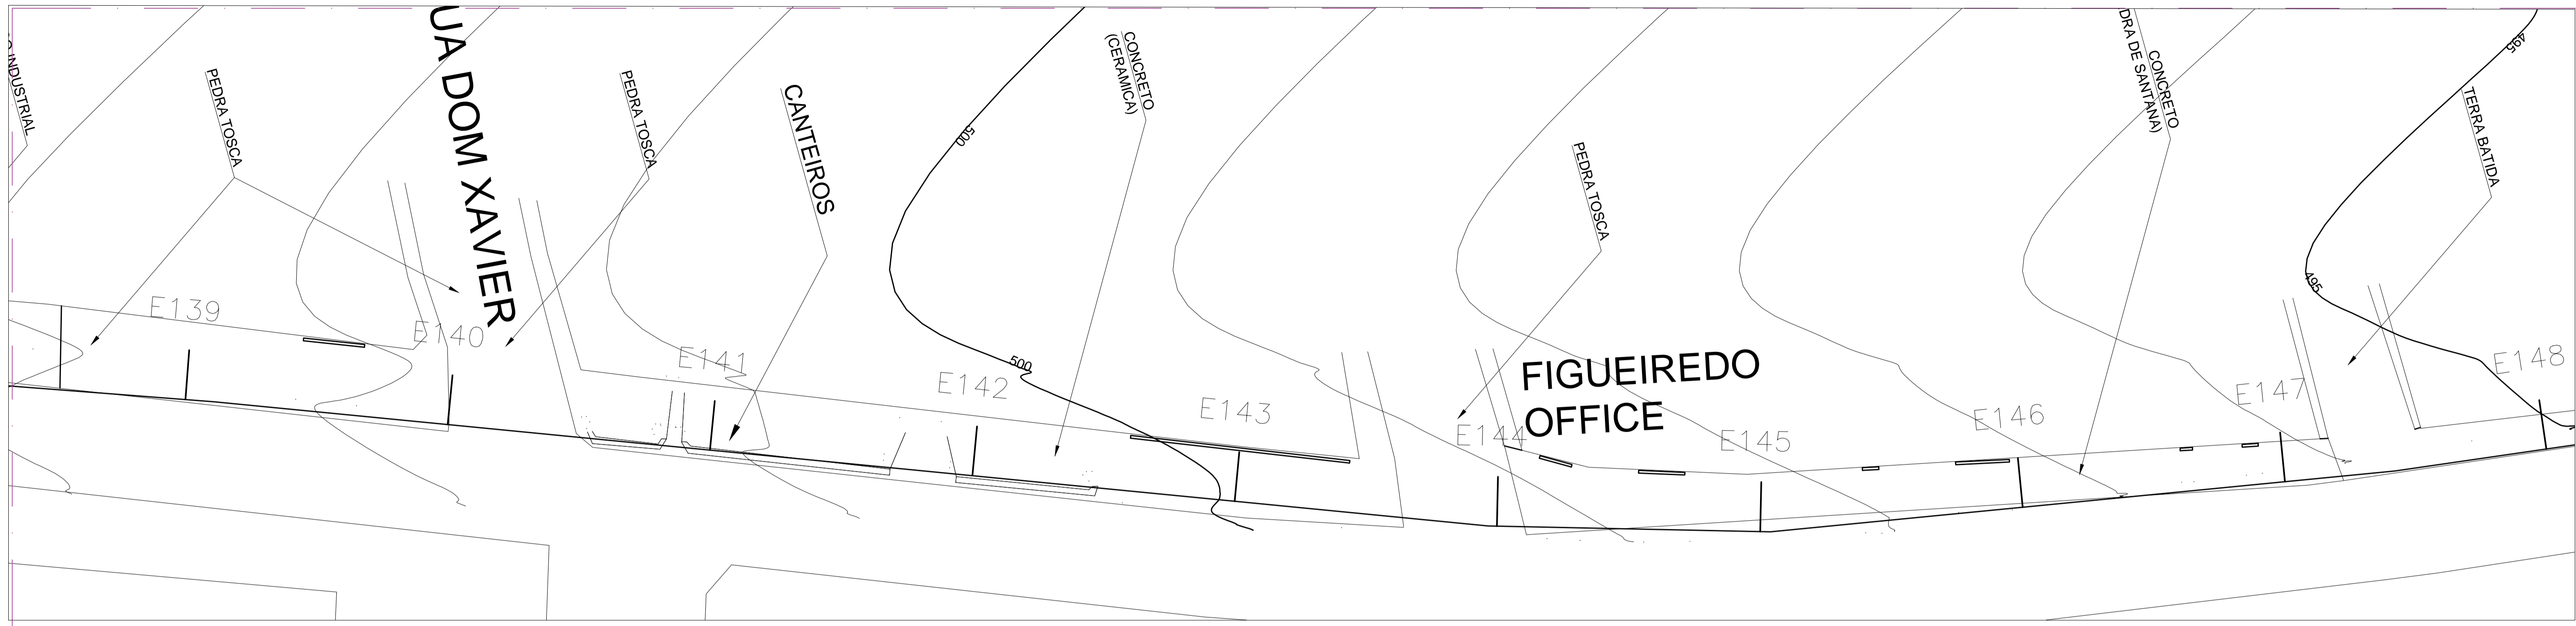 INDUSTRIAL
PEDRA TOSCA
UA DOM XAVIER
PEDRA TOSCA
CANTEIROS
CONCRETO
(CERAMICA)
500
500
PEDRA TOSCA
CONCRETO
DRA DE SANTANA)
495
495
TERRA BATIDA
E139
E140
E141
E142
E143
E144
FIGUEIREDO
OFFICE
E145
E146
E147
E148